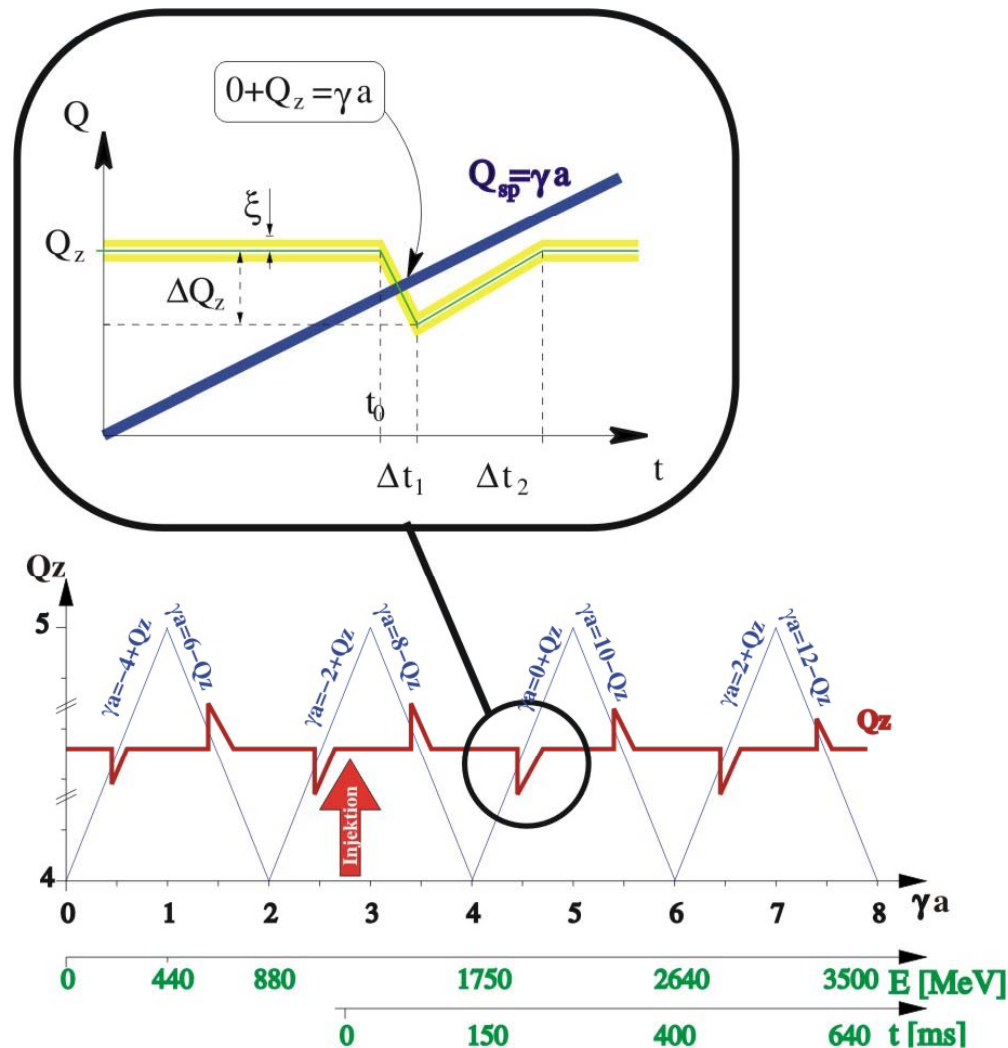 0+Q_z=γa
Q
Q_sp=γa
ξ
Q_z
ΔQ_z
t_0
t
Δt_1 Δt_2
Qz
5
γa=−4+Qz
γa=6−Qz
γa=−2+Qz
γa=8−Qz
γa=0+Qz
γa=10−Qz
γa=2+Qz
γa=12−Qz
Qz
Injektion
4
0 1 2 3 4 5 6 7 8 γa
0 440 880 1750 2640 3500 E [MeV]
0 150 400 640 t [ms]